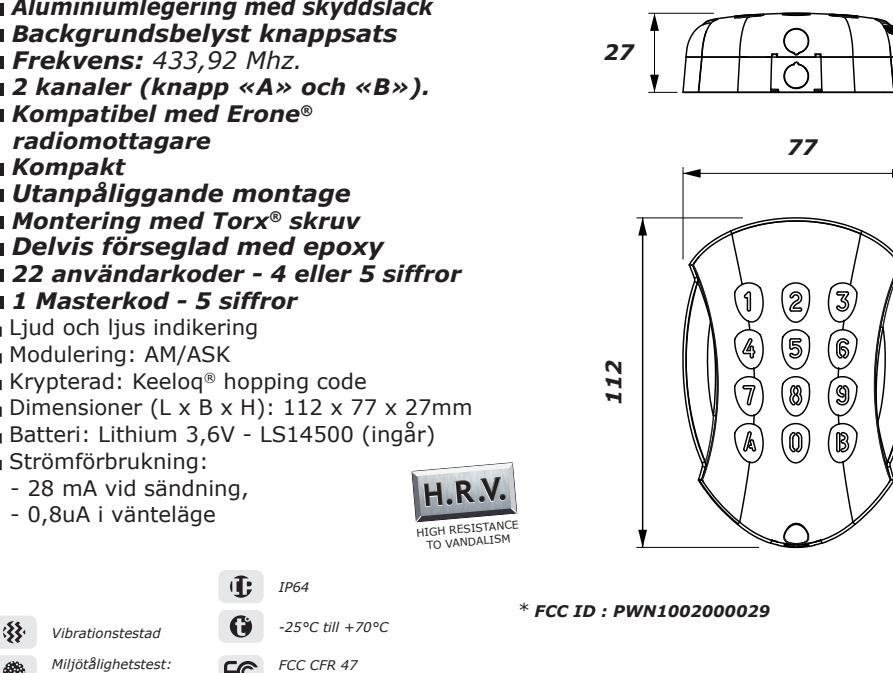 Aluminiumlegering med skyddslack
Backgrundsbelyst knappsats
Frekvens: 433,92 Mhz.
2 kanaler (knapp «A» och «B»).
Kompatibel med Erone®
radiomottagare
Kompakt
Utanpåliggande montage
Montering med Torx® skruv
Delvis förseglad med epoxy
22 användarkoder - 4 eller 5 siffror
1 Masterkod - 5 siffror
Ljud och ljus indikering
Modulering: AM/ASK
Krypterad: Keeloq® hopping code
Dimensioner (L x B x H): 112 x 77 x 27mm
Batteri: Lithium 3,6V - LS14500 (ingår)
Strömförbrukning:
- 28 mA vid sändning,
- 0,8uA i vänteläge
H.R.V.
HIGH RESISTANCE
TO VANDALISM
27
77
112
1 2 3
4 5 6
7 8 9
A 0 B
IP64
-25°C till +70°C
Vibrationstestad
Miljötålighetstest:
FCC CFR 47
* FCC ID : PWN1002000029